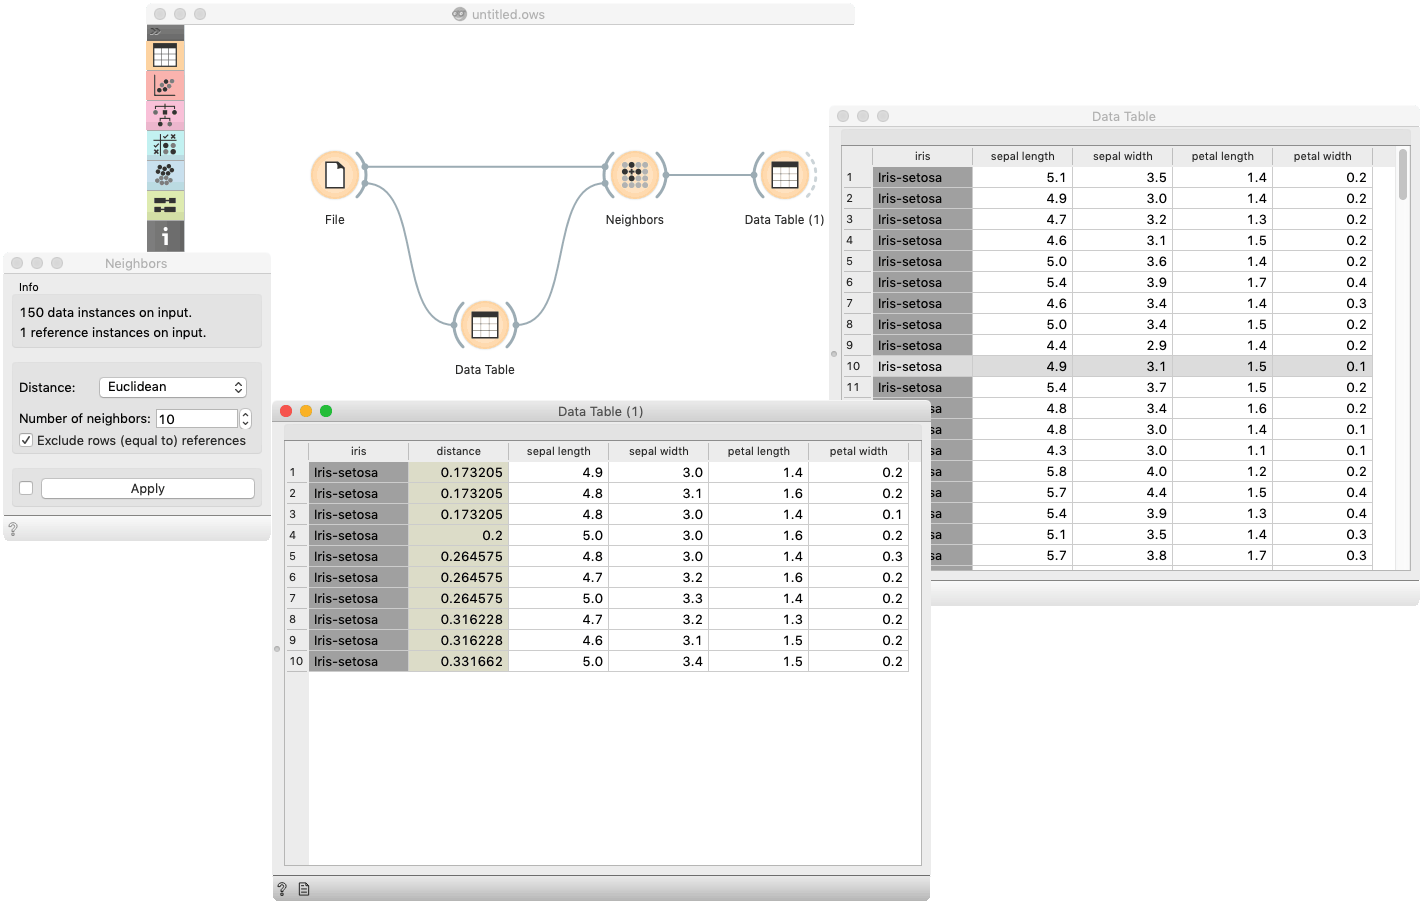 untitled.ows
File
Neighbors
Data Table (1)
Data Table
Neighbors
Info
150 data instances on input.
1 reference instances on input.
Distance: Euclidean
Number of neighbors: 10
Exclude rows (equal to) references
Apply
Data Table
iris sepal length sepal width petal length petal width
1 Iris-setosa 5.1 3.5 1.4 0.2
2 Iris-setosa 4.9 3.0 1.4 0.2
3 Iris-setosa 4.7 3.2 1.3 0.2
4 Iris-setosa 4.6 3.1 1.5 0.2
5 Iris-setosa 5.0 3.6 1.4 0.2
6 Iris-setosa 5.4 3.9 1.7 0.4
7 Iris-setosa 4.6 3.4 1.4 0.3
8 Iris-setosa 5.0 3.4 1.5 0.2
9 Iris-setosa 4.4 2.9 1.4 0.2
10 Iris-setosa 4.9 3.1 1.5 0.1
11 Iris-setosa 5.4 3.7 1.5 0.2
sa 4.8 3.4 1.6 0.2
sa 4.8 3.0 1.4 0.1
sa 4.3 3.0 1.1 0.1
sa 5.8 4.0 1.2 0.2
sa 5.7 4.4 1.5 0.4
sa 5.4 3.9 1.3 0.4
sa 5.1 3.5 1.4 0.3
sa 5.7 3.8 1.7 0.3
Data Table (1)
iris distance sepal length sepal width petal length petal width
1 Iris-setosa 0.173205 4.9 3.0 1.4 0.2
2 Iris-setosa 0.173205 4.8 3.1 1.6 0.2
3 Iris-setosa 0.173205 4.8 3.0 1.4 0.1
4 Iris-setosa 0.2 5.0 3.0 1.6 0.2
5 Iris-setosa 0.264575 4.8 3.0 1.4 0.3
6 Iris-setosa 0.264575 4.7 3.2 1.6 0.2
7 Iris-setosa 0.264575 5.0 3.3 1.4 0.2
8 Iris-setosa 0.316228 4.7 3.2 1.3 0.2
9 Iris-setosa 0.316228 4.6 3.1 1.5 0.2
10 Iris-setosa 0.331662 5.0 3.4 1.5 0.2